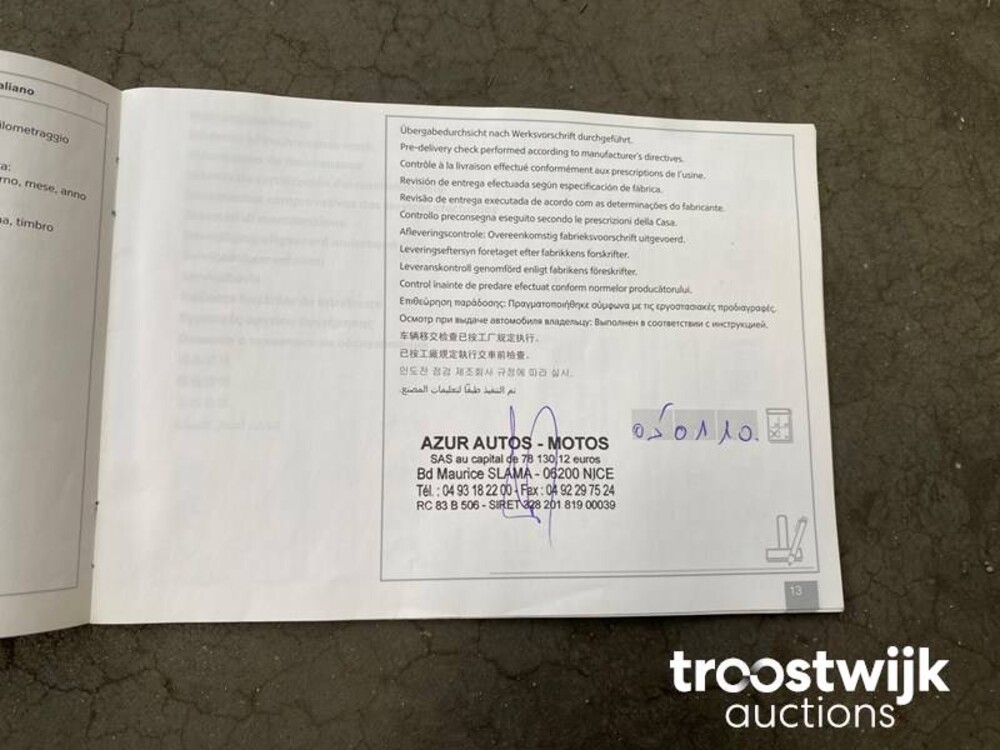 aliano
ilometraggio
a:
rno, mese, anno
na, timbro
Übergabedurchsicht nach Werksvorschrift durchgeführt.
Pre-delivery check performed according to manufacturer's directives.
Contrôle à la livraison effectué conformément aux prescriptions de l'usine.
Revisión de entrega efectuada según especificación de fábrica.
Revisão de entrega executada de acordo com as determinações do fabricante.
Controllo preconsegna eseguito secondo le prescrizioni della Casa.
Afleveringscontrole: Overeenkomstig fabrieksvoorschrift uitgevoerd.
Leveringseftersyn foretaget efter fabrikkens forskrifter.
Leveranskontroll genomförd enligt fabrikens föreskrifter.
Control înainte de predare efectuat conform normelor producătorului.
Επιθεώρηση παράδοσης: Πραγματοποιήθηκε σύμφωνα με τις εργοστασιακές προδιαγραφές.
Осмотр при выдаче автомобиля владельцу: Выполнен в соответствии с инструкцией.
车辆移交检查已按工厂规定执行。
已按工廠規定執行交車前檢查。
인도전 점검 제조회사 규정에 따라 실시.
تم التنفيذ طبقًا لتعليمات المصنع.
AZUR AUTOS - MOTOS
SAS au capital de 78 130,12 euros
Bd Maurice SLAMA - 06200 NICE
Tél. : 04 93 18 22 00 - Fax : 04 92 29 75 24
RC 83 B 506 - SIRET 328 201 819 00039
05 01 10.
13
troostwijk
auctions